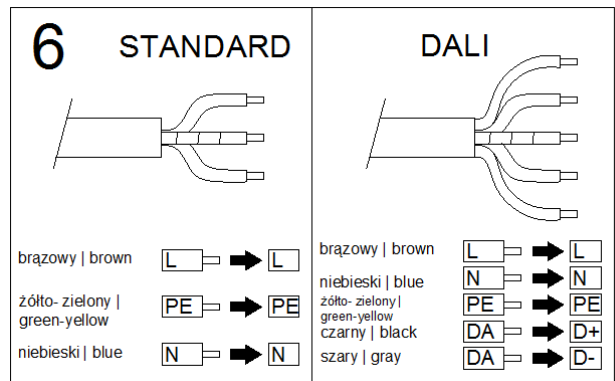 6 STANDARD
brązowy | brown L L
żółto- zielony |
green-yellow PE PE
niebieski | blue N N
DALI
brązowy | brown L L
niebieski | blue N N
żółto-zielony |
green-yellow PE PE
czarny | black DA D+
szary | gray DA D-